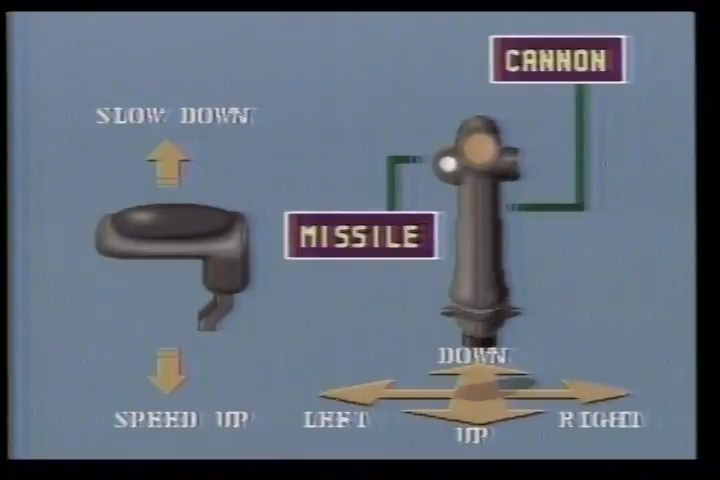 CANNON
SLOW DOWN
MISSILE
DOWN
SPEED UP
LEFT
RIGHT
UP